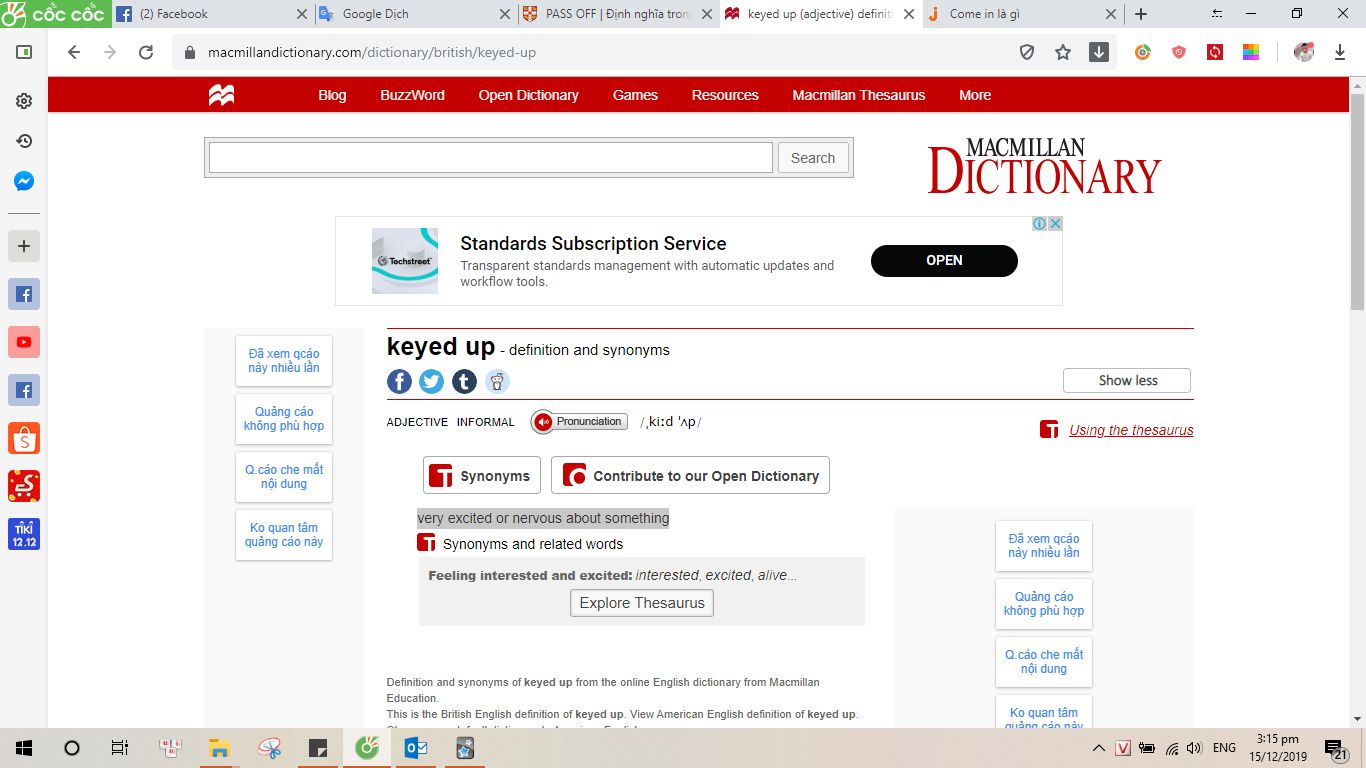 cốc cốc
(2) Facebook
Google Dịch
PASS OFF | Định nghĩa tron
keyed up (adjective) definiti
Come in là gì
macmillandictionary.com/dictionary/british/keyed-up
Blog BuzzWord Open Dictionary Games Resources Macmillan Thesaurus More
Search
MACMILLAN
DICTIONARY
Techstreet
Standards Subscription Service
Transparent standards management with automatic updates and
workflow tools.
OPEN
Đã xem qcáo
này nhiều lần
Quảng cáo
không phù hợp
Q.cáo che mất
nội dung
Ko quan tâm
quảng cáo này
keyed up - definition and synonyms
Show less
ADJECTIVE INFORMAL Pronunciation /ˌkiːd ˈʌp/
Using the thesaurus
T Synonyms
Contribute to our Open Dictionary
very excited or nervous about something
T Synonyms and related words
Feeling interested and excited: interested, excited, alive...
Explore Thesaurus
Đã xem qcáo
này nhiều lần
Quảng cáo
không phù hợp
Q.cáo che mất
nội dung
Ko quan tâm
quảng cáo này
Definition and synonyms of keyed up from the online English dictionary from Macmillan
Education.
This is the British English definition of keyed up. View American English definition of keyed up.
TIKI
12.12
ENG
3:15 pm
15/12/2019
21